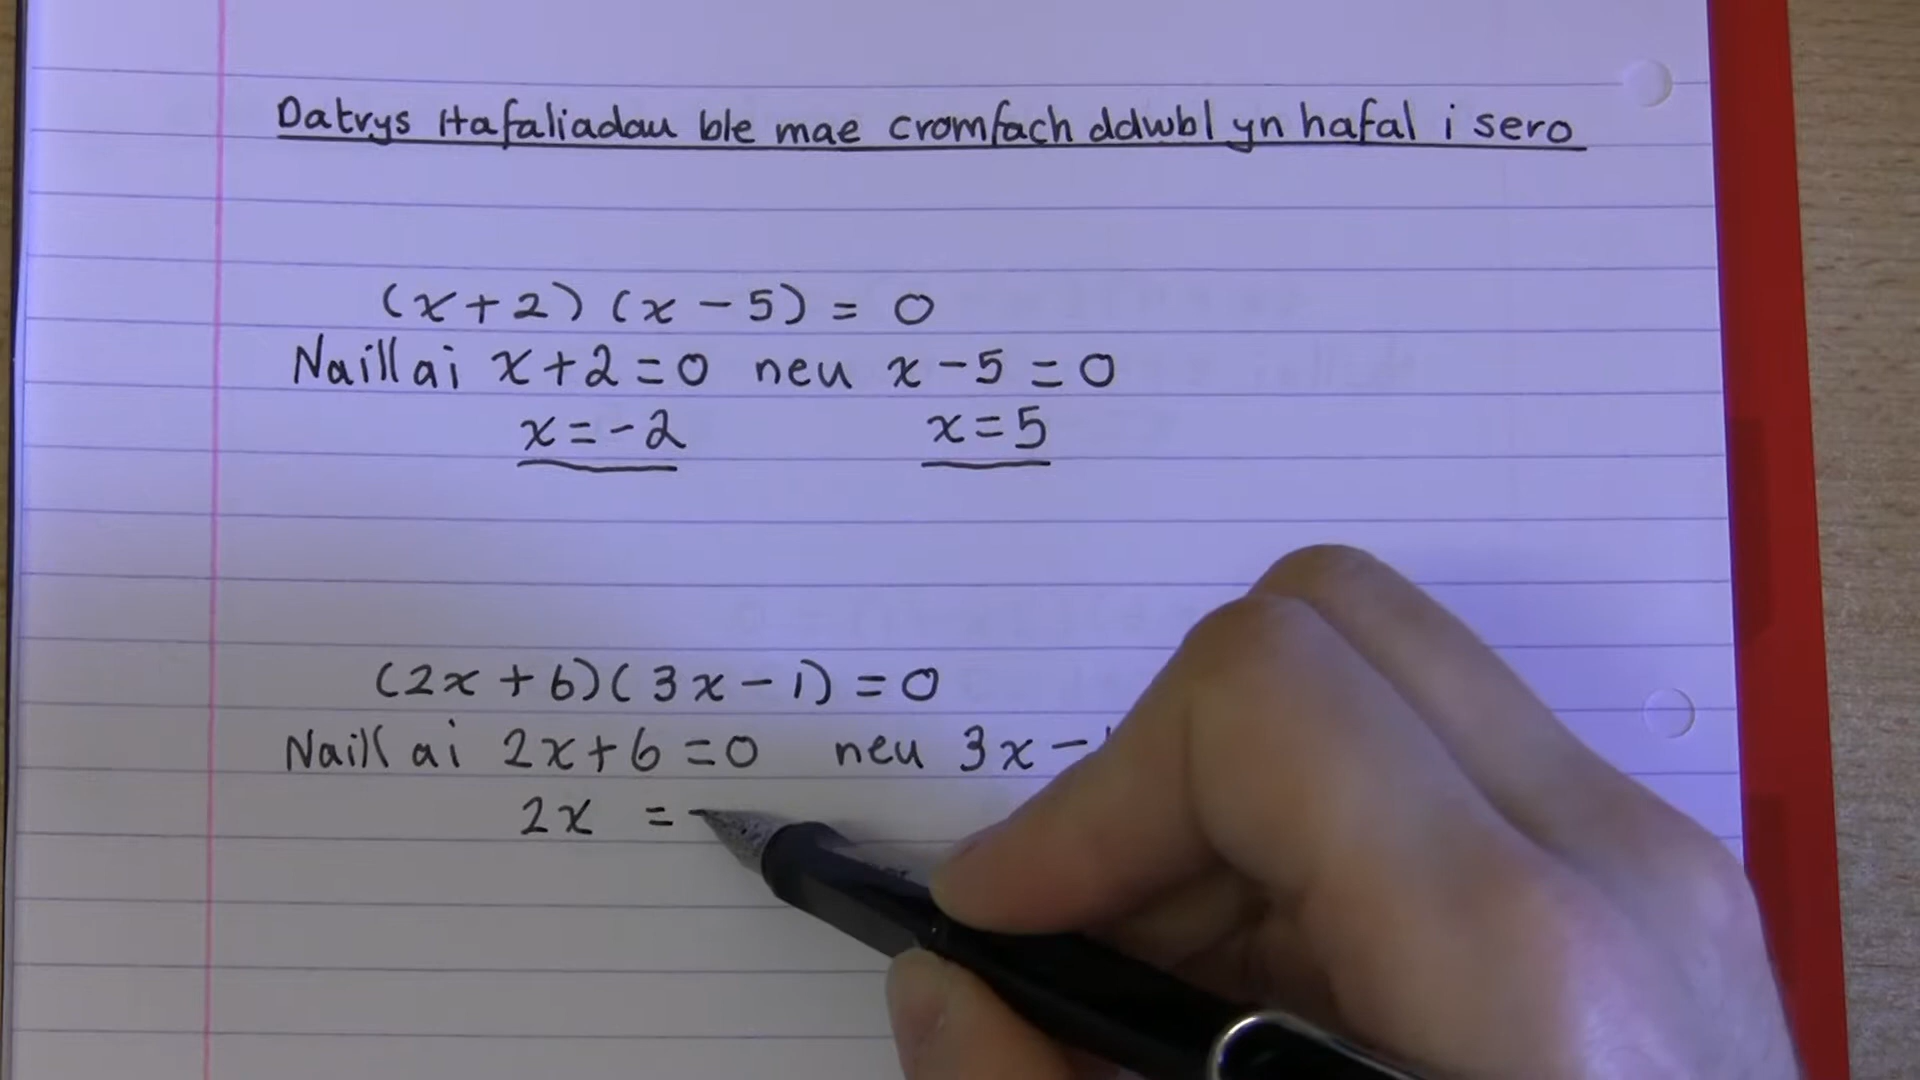 Datrys Hafaliadau ble mae cromfach ddwbl yn hafal i sero
(x+2)(x-5) = 0
Naill ai x+2=0 neu x-5=0
x=-2 x=5
(2x+6)(3x-1)=0
Naill ai 2x+6=0 neu 3x-
2x = -